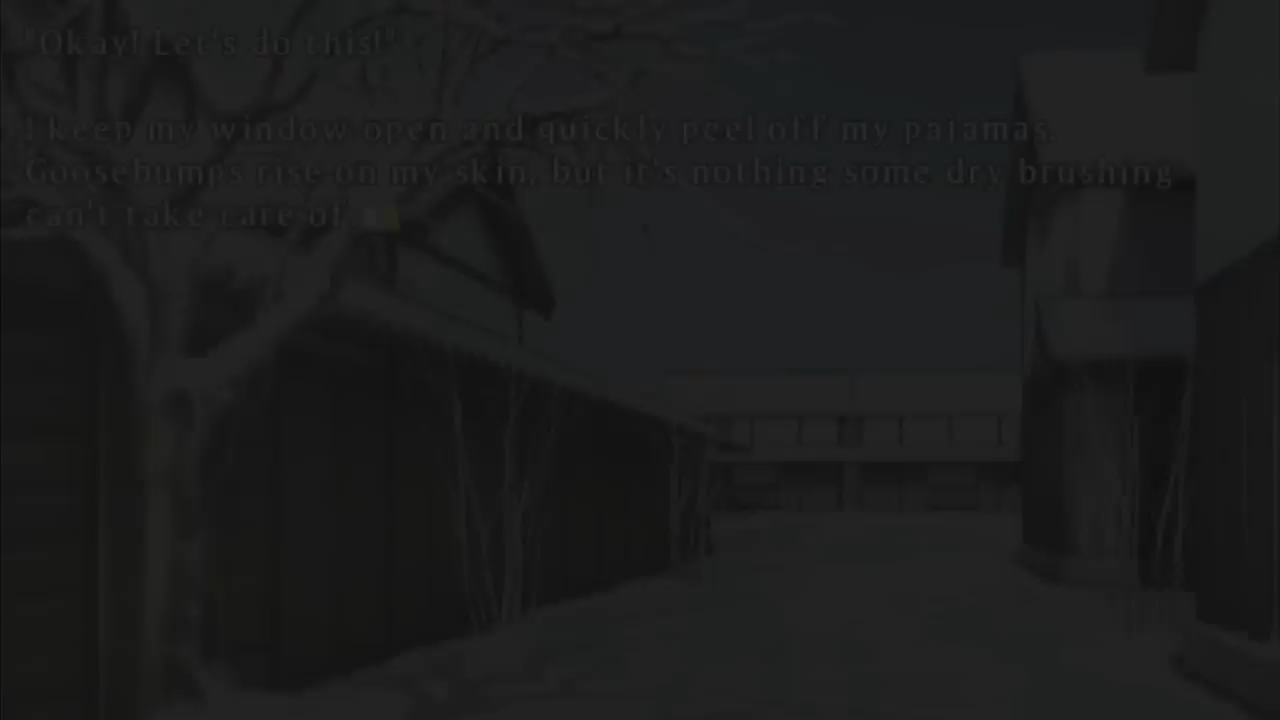 "Okay! Let's do this!"
I keep my window open and quickly peel off my pajamas.
Goosebumps rise on my skin, but it's nothing some dry brushing
can't take care of.